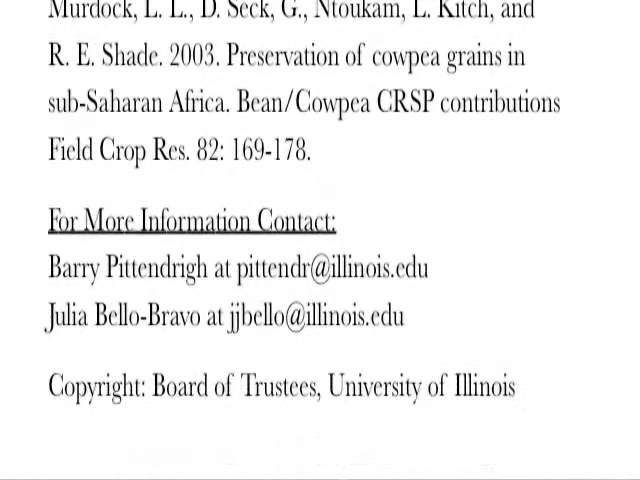 Murdock, L. L., D. Seck, G., Ntoukam, L. Kitch, and
R. E. Shade. 2003. Preservation of cowpea grains in
sub-Saharan Africa. Bean/Cowpea CRSP contributions
Field Crop Res. 82: 169-178.
For More Information Contact:
Barry Pittendrigh at pittendr@illinois.edu
Julia Bello-Bravo at jjbello@illinois.edu
Copyright: Board of Trustees, University of Illinois